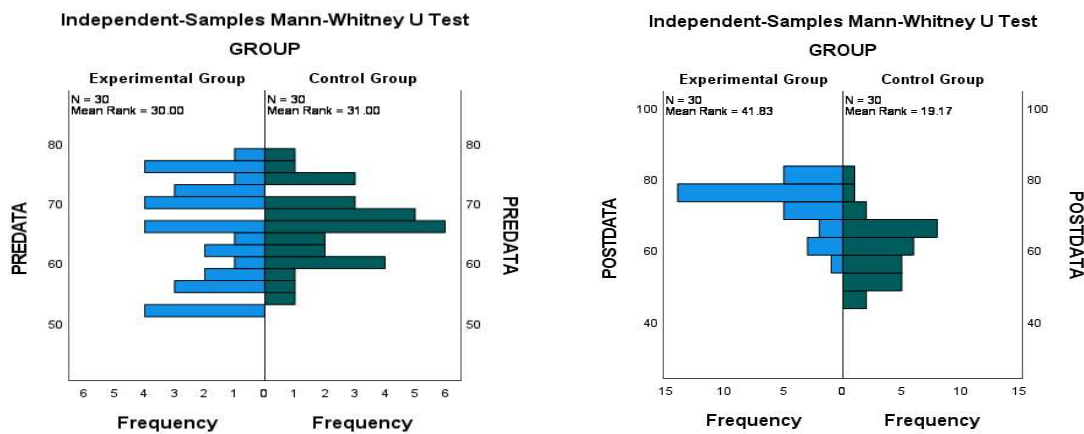 Independent-Samples Mann-Whitney U Test
GROUP
Experimental Group Control Group
N = 30 N = 30
Mean Rank = 30.00 Mean Rank = 31.00
80 80
70 70
60 60
50 50
PREDATA
PREDATA
6 5 4 3 2 1 0 1 2 3 4 5 6
Frequency Frequency
Independent-Samples Mann-Whitney U Test
GROUP
Experimental Group Control Group
N = 30 N = 30
Mean Rank = 41.83 Mean Rank = 19.17
100 100
80 80
60 60
40 40
POSTDATA
POSTDATA
15 10 5 0 5 10 15
Frequency Frequency